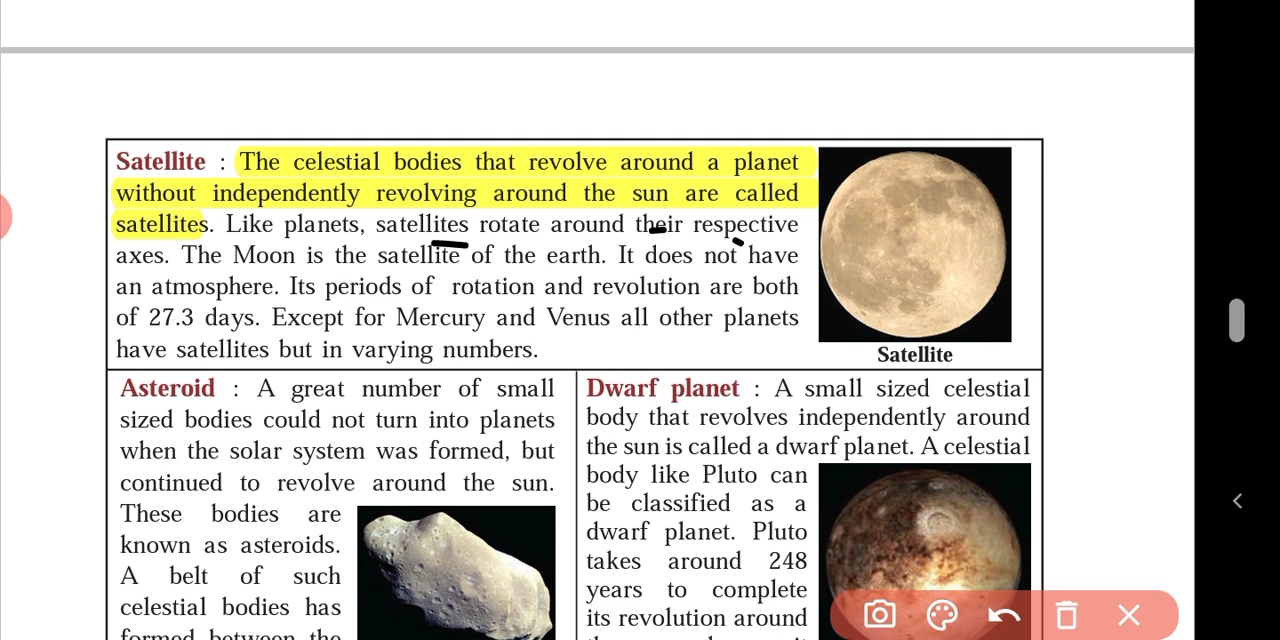 Satellite : The celestial bodies that revolve around a planet
without independently revolving around the sun are called
satellites. Like planets, satellites rotate around their respective
axes. The Moon is the satellite of the earth. It does not have
an atmosphere. Its periods of rotation and revolution are both
of 27.3 days. Except for Mercury and Venus all other planets
have satellites but in varying numbers.
Satellite
Asteroid : A great number of small
sized bodies could not turn into planets
when the solar system was formed, but
continued to revolve around the sun.
These bodies are
known as asteroids.
A belt of such
celestial bodies has
formed between the
Dwarf planet : A small sized celestial
body that revolves independently around
the sun is called a dwarf planet. A celestial
body like Pluto can
be classified as a
dwarf planet. Pluto
takes around 248
years to complete
its revolution around